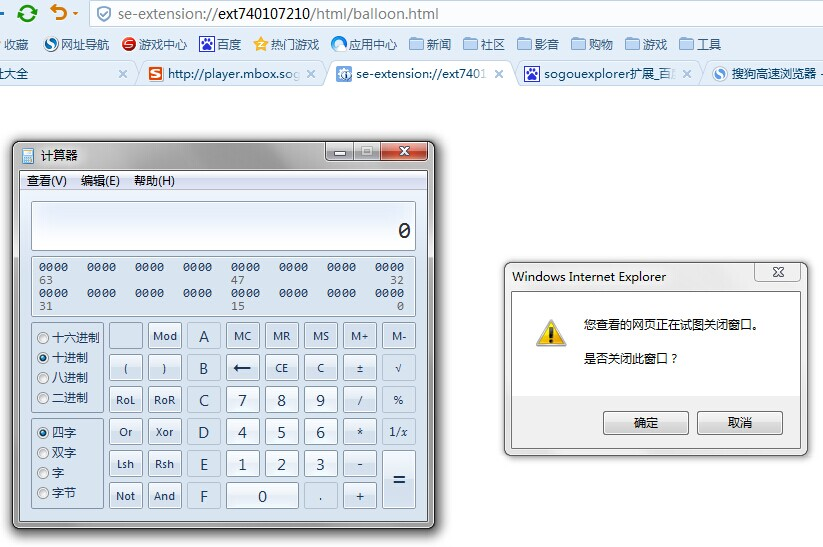 se-extension://ext740107210/html/balloon.html
收藏 网址导航 游戏中心 百度 热门游戏 应用中心 新闻 社区 影音 购物 游戏 工具
址大全 http://player.mbox.sog se-extension://ext7401 sogouexplorer扩展_百 搜狗高速浏览器 -
计算器
查看(V) 编辑(E) 帮助(H)
0
0000 0000 0000 0000 0000 0000 0000 0000
63 47 32
0000 0000 0000 0000 0000 0000 0000 0000
31 15 0
十六进制 Mod A MC MR MS M+ M-
十进制
八进制 ( ) B ← CE C ± √
二进制 RoL RoR C 7 8 9 / %
四字 Or Xor D 4 5 6 * 1/x
双字
字 Lsh Rsh E 1 2 3 - =
字节 Not And F 0 . +
Windows Internet Explorer
您查看的网页正在试图关闭窗口。
是否关闭此窗口？
确定 取消